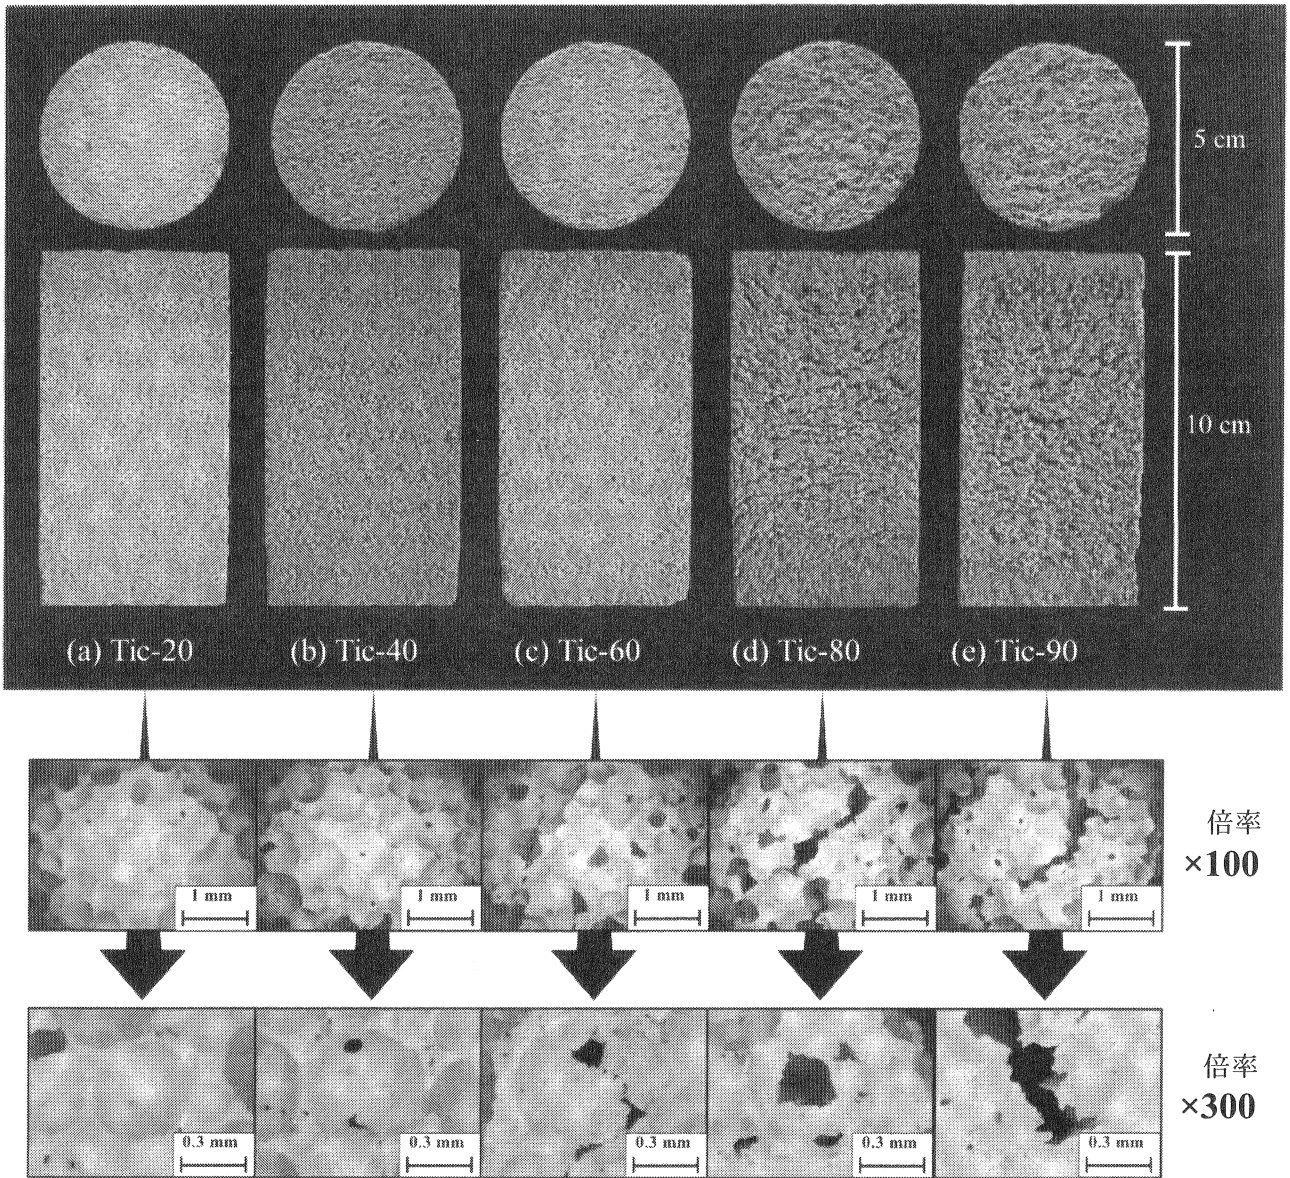 5 cm
10 cm
(a) Tic-20
(b) Tic-40
(c) Tic-60
(d) Tic-80
(e) Tic-90
1 mm
1 mm
1 mm
1 mm
1 mm
倍率
×100
0.3 mm
0.3 mm
0.3 mm
0.3 mm
0.3 mm
倍率
×300